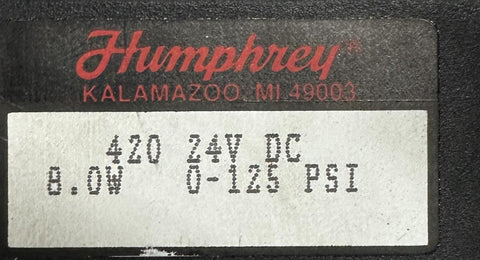 Humphrey®
KALAMAZOO, MI 49003
420 24V DC
8.0W 0-125 PSI